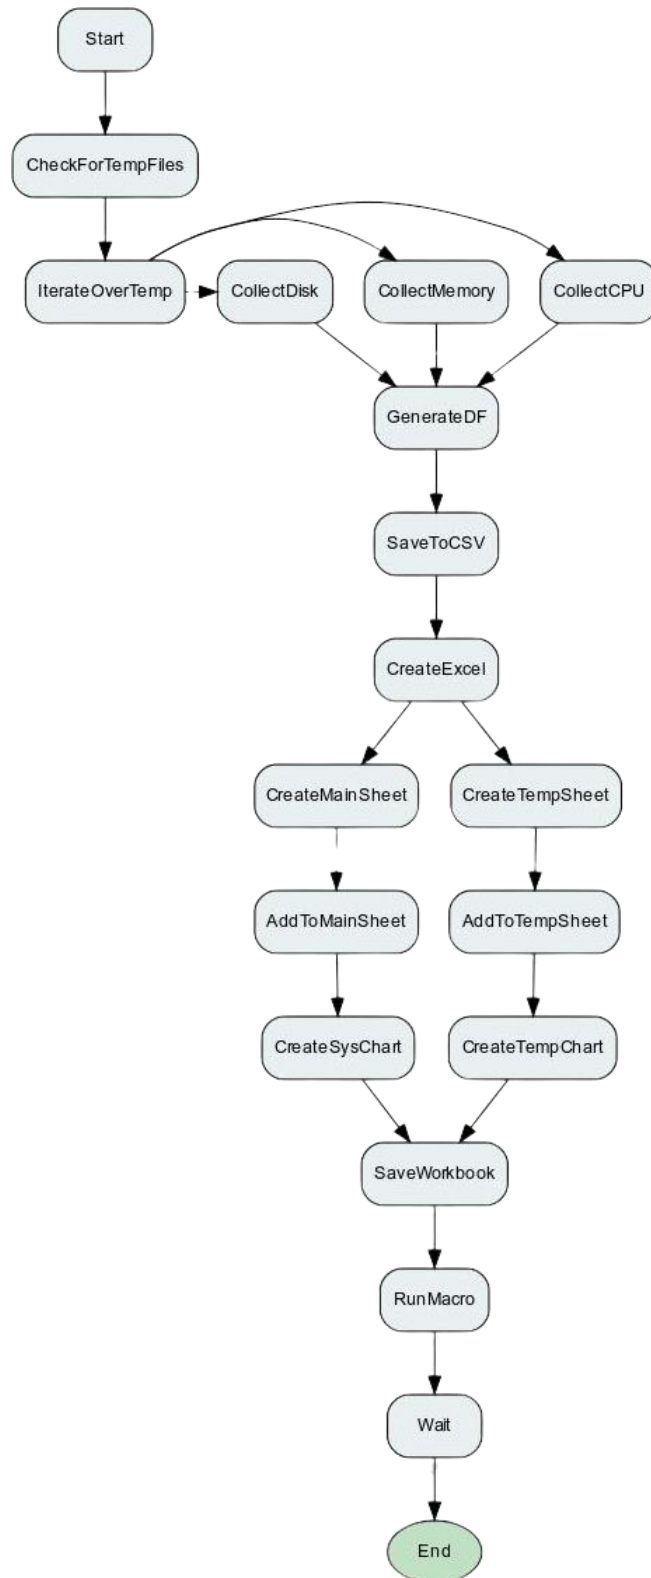 Start
CheckForTempFiles
IterateOverTemp
CollectDisk
CollectMemory
CollectCPU
GenerateDF
SaveToCSV
CreateExcel
CreateMainSheet
CreateTempSheet
AddToMainSheet
AddToTempSheet
CreateSysChart
CreateTempChart
SaveWorkbook
RunMacro
Wait
End